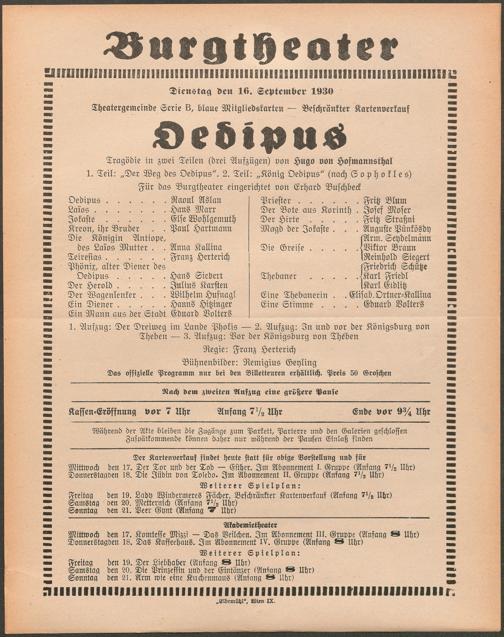 Burgtheater
Dienstag den 16. September 1930
Theatergemeinde Serie B, blaue Mitgliedskarten — Beschränkter Kartenverkauf
Oedipus
Tragödie in zwei Teilen (drei Aufzügen) von Hugo von Hofmannsthal
1. Teil: „Der Weg des Oedipus". 2. Teil: „König Oedipus" (nach Sophokles)
Für das Burgtheater eingerichtet von Erhard Buschbeck
Oedipus . . . . . . Raoul Aslan
Laïos . . . . . . . Hans Marr
Jokaste . . . . . . Else Wohlgemuth
Kreon, ihr Bruder . . Paul Hartmann
Die Königin Antiope,
des Laïos Mutter . . Anna Kallina
Teiresias . . . . . Franz Herterich
Phönix, alter Diener des
Oedipus . . . . . Hans Siebert
Der Herold . . . . . Julius Karsten
Der Wagenlenker . . . Wilhelm Hufnagl
Ein Diener . . . . . Hanns Hitzinger
Ein Mann aus der Stadt Eduard Volters
Priester . . . . . . Fritz Blum
Der Bote aus Korinth . Josef Moser
Der Hirte . . . . . Fritz Straßni
Magd der Jokaste . . . Auguste Pünkösdy
Arm. Seydelmann
Die Greise . . . . . Viktor Braun
Reinhold Siegert
Friedrich Schütze
Thebaner . . . . . Karl Friedl
Karl Eidlitz
Eine Thebanerin . . Elisab. Ortner-Kallina
Eine Stimme . . . . Eduard Volters
1. Aufzug: Der Dreiweg im Lande Phokis — 2. Aufzug: In und vor der Königsburg von
Theben — 3. Aufzug: Vor der Königsburg von Theben
Regie: Franz Herterich
Bühnenbilder: Remigius Geyling
Das offizielle Programm nur bei den Billetteuren erhältlich. Preis 50 Groschen
Nach dem zweiten Aufzug eine größere Pause
Kassen-Eröffnung vor 7 Uhr Anfang 7½ Uhr Ende vor 9¾ Uhr
Während der Akte bleiben die Zugänge zum Parkett, Parterre und den Galerien geschlossen
Zuspätkommende können daher nur während der Pausen Einlaß finden
Der Kartenverkauf findet heute statt für obige Vorstellung und für
Mittwoch den 17. Der Tor und der Tod — Esther. Im Abonnement I. Gruppe (Anfang 7½ Uhr)
Donnerstag den 18. Die Jüdin von Toledo. Im Abonnement II. Gruppe (Anfang 7½ Uhr)
Weiterer Spielplan:
Freitag den 19. Lady Windermeres Fächer. Beschränkter Kartenverkauf (Anfang 7½ Uhr)
Samstag den 20. Metternich (Anfang 7½ Uhr)
Sonntag den 21. Peer Gynt (Anfang 7 Uhr)
Akademietheater
Mittwoch den 17. Komtesse Mizzi — Das Veilchen. Im Abonnement III. Gruppe (Anfang 8 Uhr)
Donnerstag den 18. Das Kaffeehaus. Im Abonnement IV. Gruppe (Anfang 8 Uhr)
Weiterer Spielplan:
Freitag den 19. Der Liebhaber (Anfang 8 Uhr)
Samstag den 20. Die Prinzessin und der Eintänzer (Anfang 8 Uhr)
Sonntag den 21. Arm wie eine Kirchenmaus (Anfang 8 Uhr)
„Elbemühl", Wien IX.